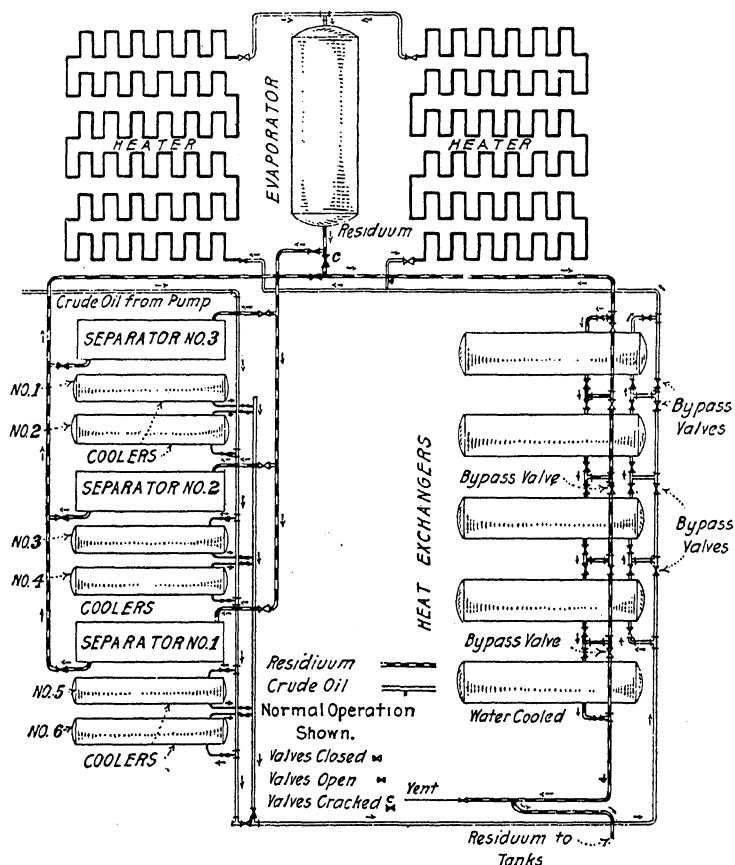 HEATER
EVAPORATOR
HEATER
Residuum
C
Crude Oil from Pump
SEPARATOR NO.3
NO.1
NO.2
COOLERS
SEPARATOR NO.2
NO.3
NO.4
COOLERS
SEPARATOR NO.1
NO.5
NO.6
COOLERS
HEAT EXCHANGERS
Bypass
Valves
Bypass Valve
Bypass
Valves
Bypass Valve
Water Cooled
Residiuum
Crude Oil
Normal Operation
Shown.
Valves Closed
Valves Open
Valves Cracked C
Vent
Residuum to
Tanks